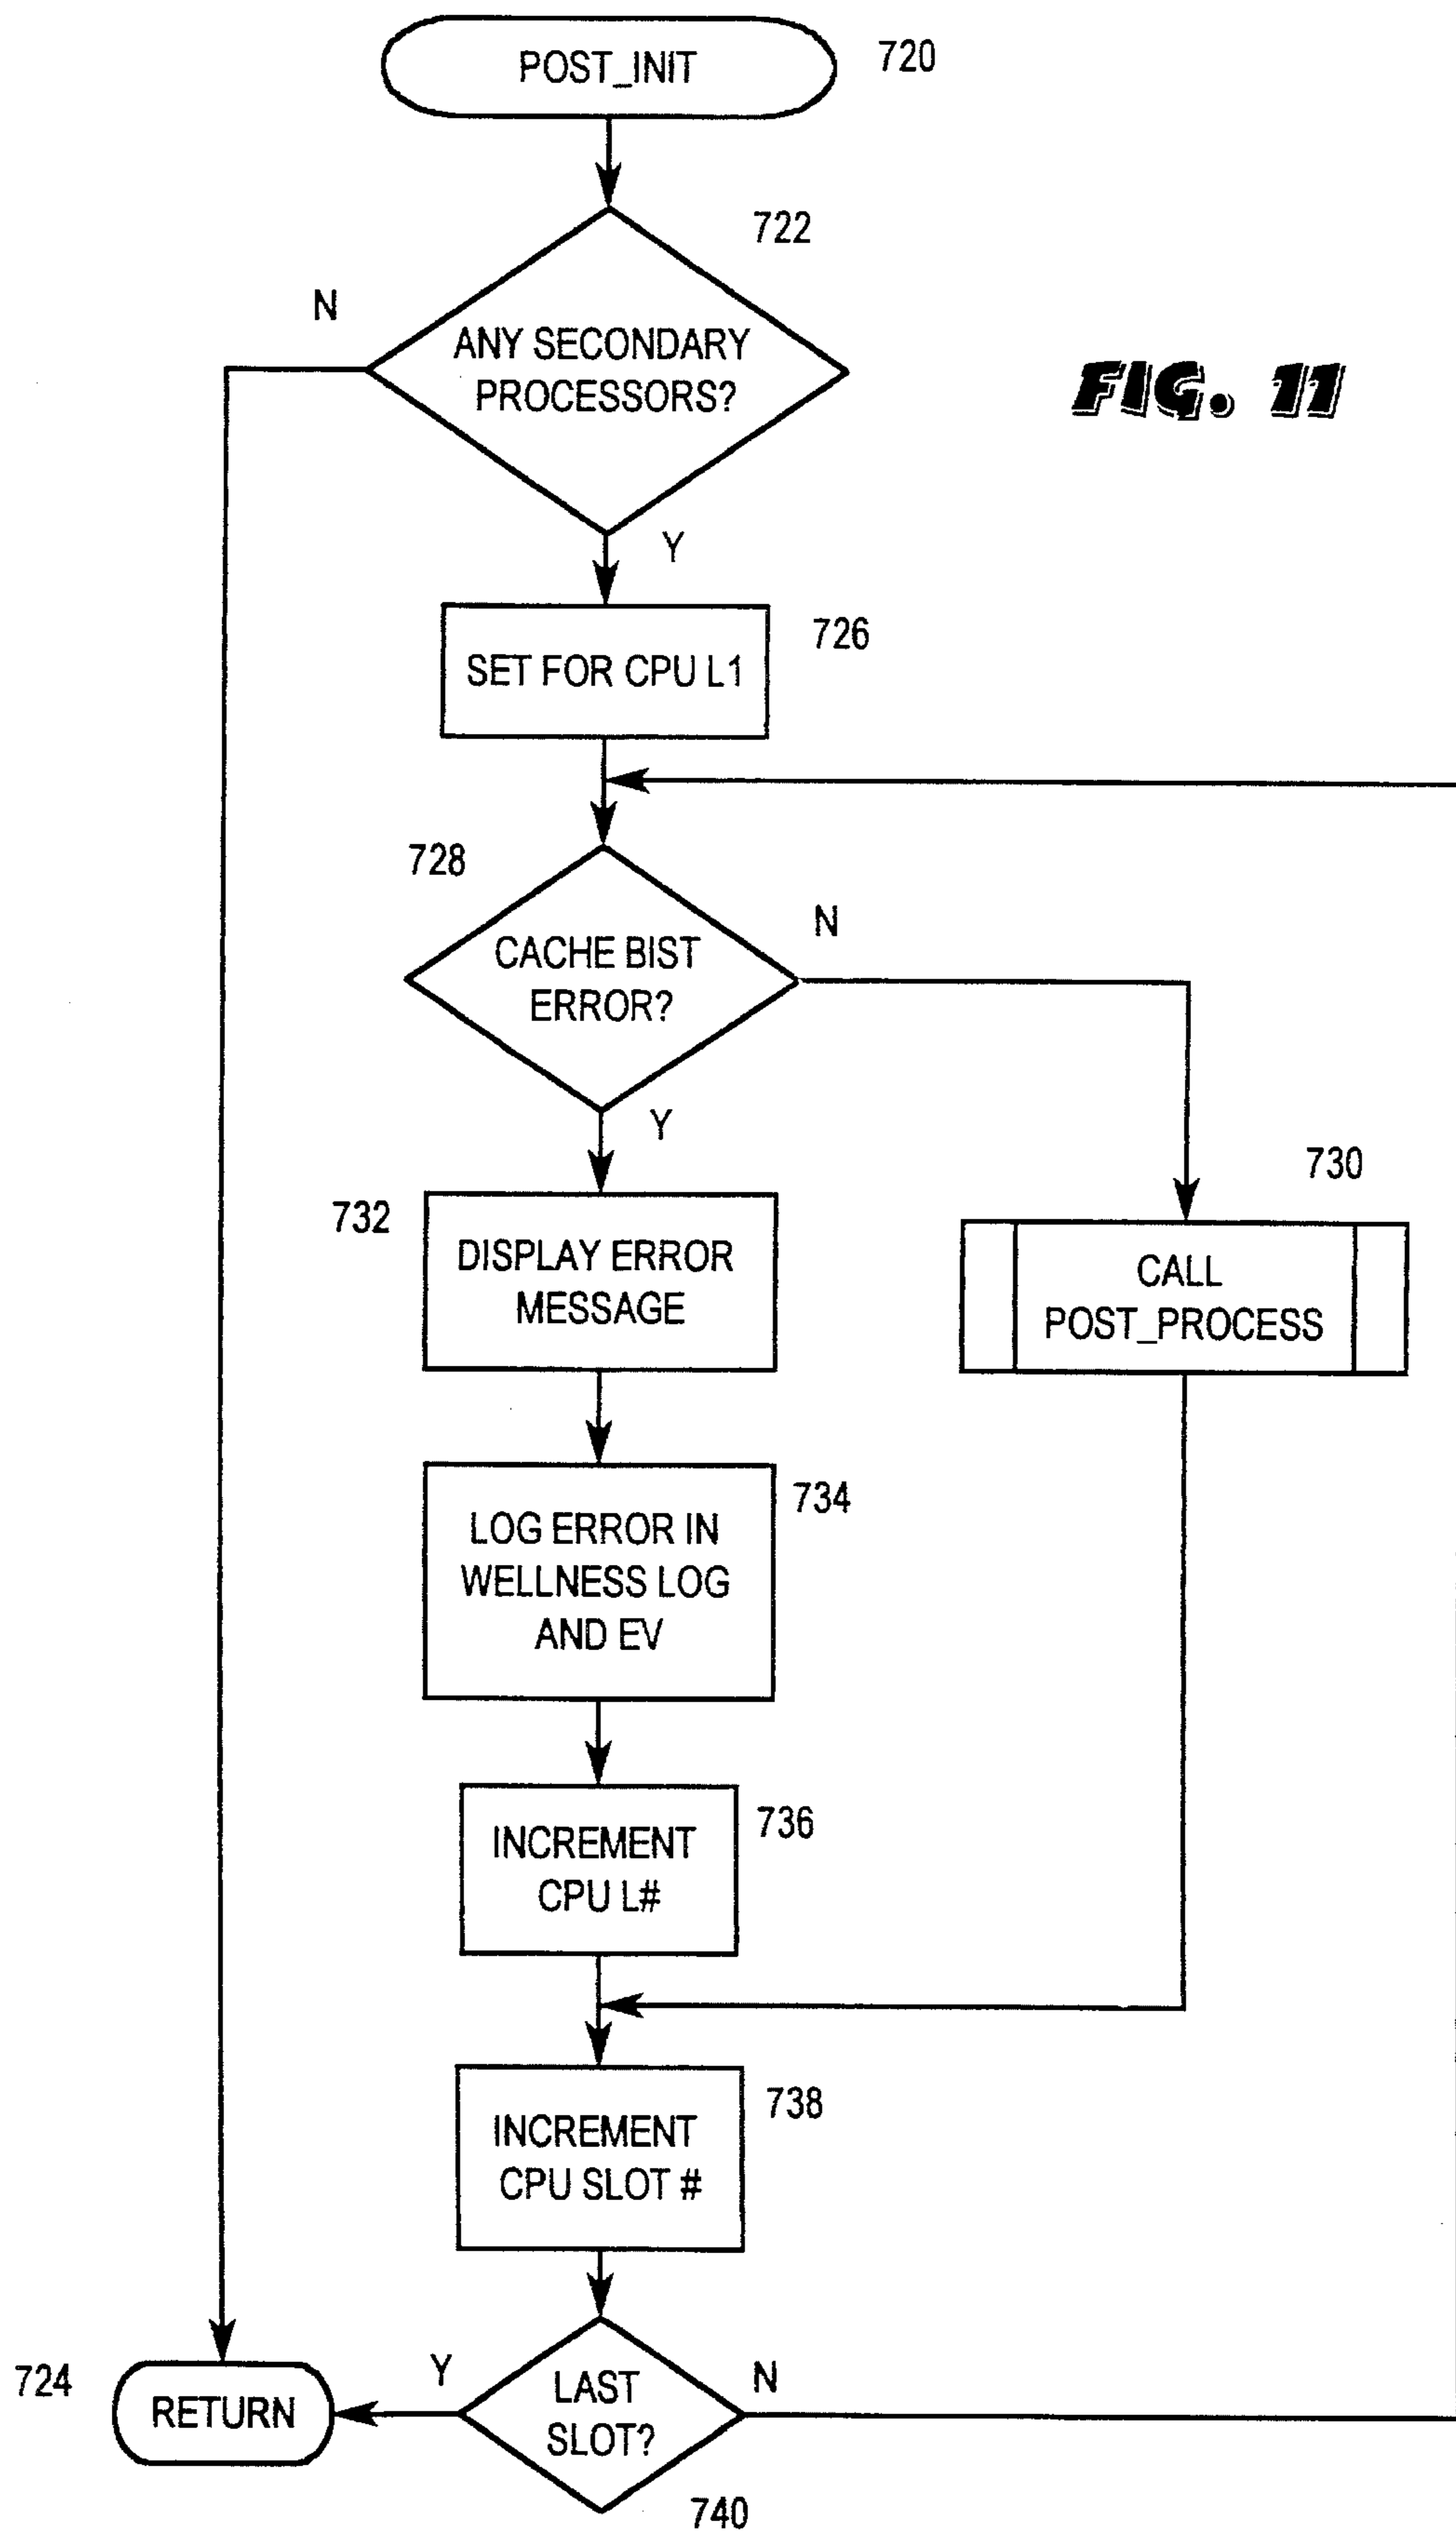 POST_INIT
720
722
N
ANY SECONDARY
PROCESSORS?
FIG. 11
Y
SET FOR CPU L1
726
728
CACHE BIST
ERROR?
N
Y
730
732
DISPLAY ERROR
MESSAGE
CALL
POST_PROCESS
LOG ERROR IN
WELLNESS LOG
AND EV
734
INCREMENT
CPU L#
736
INCREMENT
CPU SLOT #
738
724
RETURN
Y
LAST
SLOT?
N
740